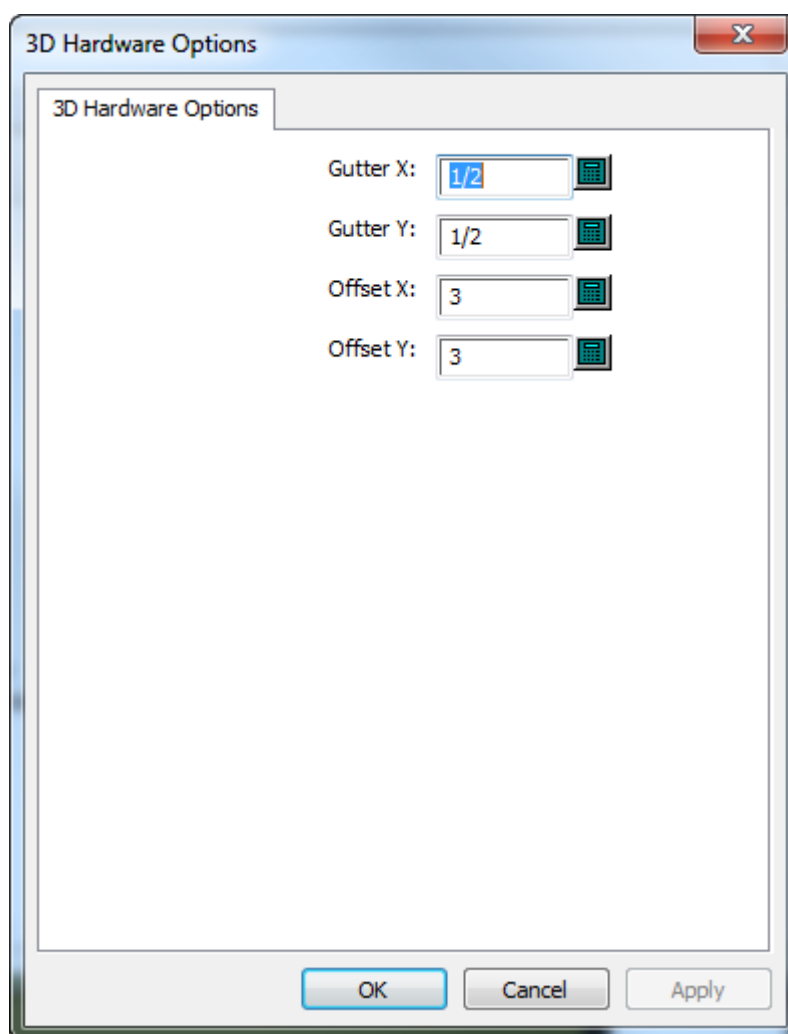 3D Hardware Options
3D Hardware Options
Gutter X: 1/2
Gutter Y: 1/2
Offset X: 3
Offset Y: 3
OK Cancel Apply